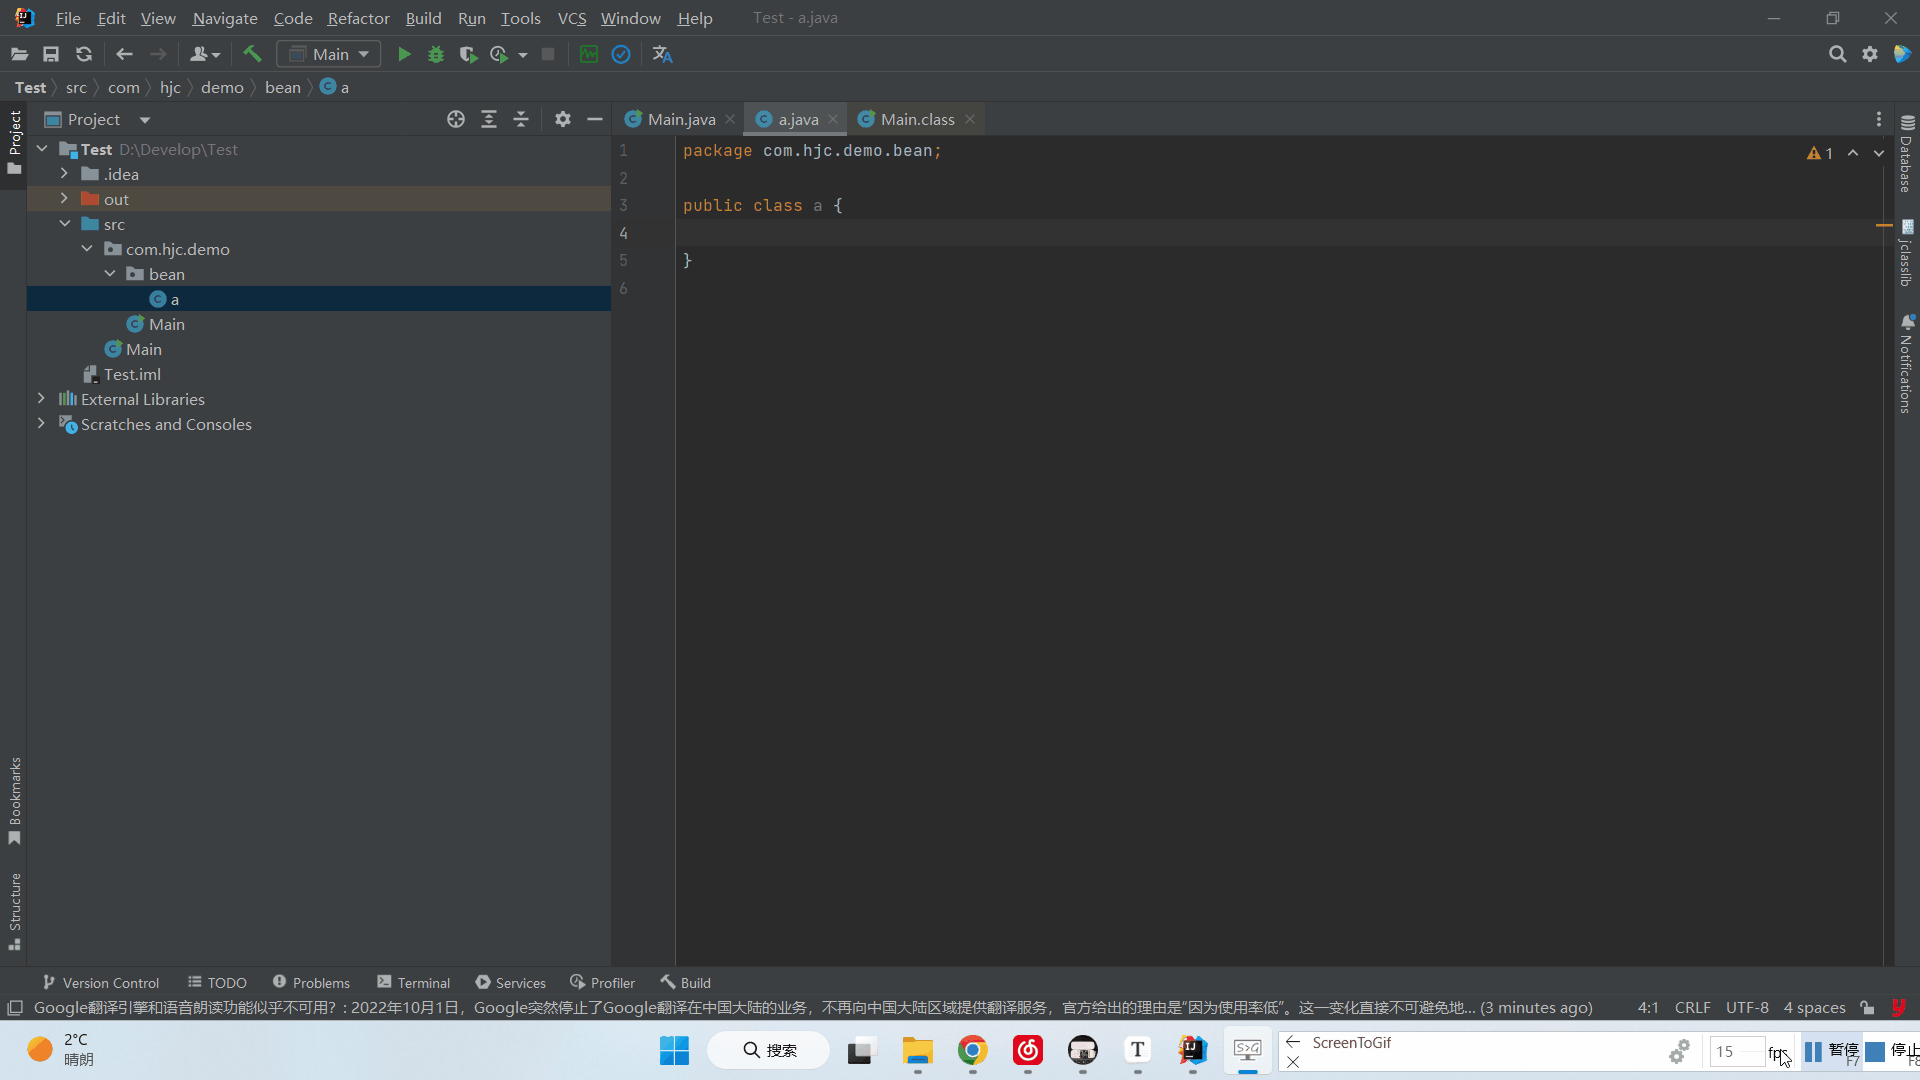 File Edit View Navigate Code Refactor Build Run Tools VCS Window Help Test - a.java
Main
Test src com hjc demo bean a
Project
Project
Main.java a.java Main.class
Test D:\Develop\Test
.idea
out
src
com.hjc.demo
bean
a
Main
Main
Test.iml
External Libraries
Scratches and Consoles
1 package com.hjc.demo.bean;
2
3 public class a {
4
5 }
6
1
Database
jclasslib
Notifications
Bookmarks
Structure
Version Control TODO Problems Terminal Services Profiler Build
Google翻译引擎和语音朗读功能似乎不可用？: 2022年10月1日，Google突然停止了Google翻译在中国大陆的业务，不再向中国大陆区域提供翻译服务，官方给出的理由是“因为使用率低”。这一变化直接不可避免地... (3 minutes ago) 4:1 CRLF UTF-8 4 spaces
2°C
晴朗
搜索
ScreenToGif
15 fps
暂停
F7
停止
F8